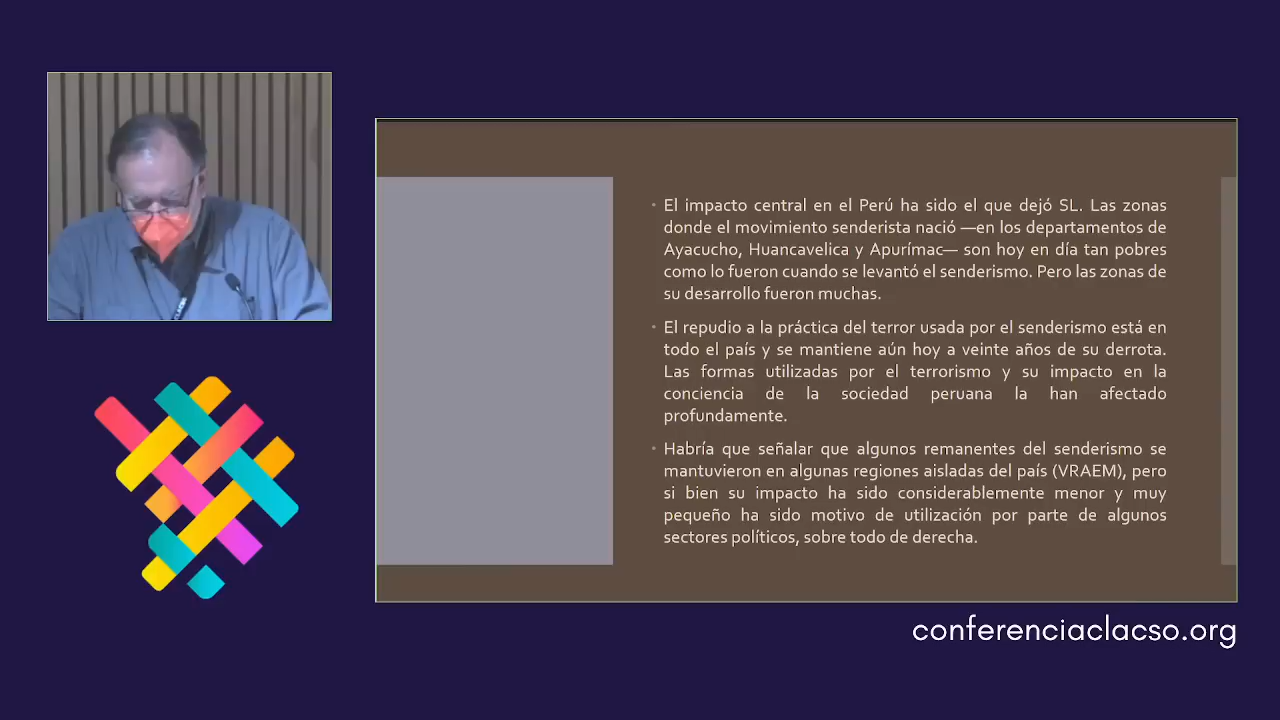 El impacto central en el Perú ha sido el que dejó SL. Las zonas
donde el movimiento senderista nació —en los departamentos de
Ayacucho, Huancavelica y Apurímac— son hoy en día tan pobres
como lo fueron cuando se levantó el senderismo. Pero las zonas de
su desarrollo fueron muchas.
El repudio a la práctica del terror usada por el senderismo está en
todo el país y se mantiene aún hoy a veinte años de su derrota.
Las formas utilizadas por el terrorismo y su impacto en la
conciencia de la sociedad peruana la han afectado
profundamente.
Habría que señalar que algunos remanentes del senderismo se
mantuvieron en algunas regiones aisladas del país (VRAEM), pero
si bien su impacto ha sido considerablemente menor y muy
pequeño ha sido motivo de utilización por parte de algunos
sectores políticos, sobre todo de derecha.
conferenciaclacso.org